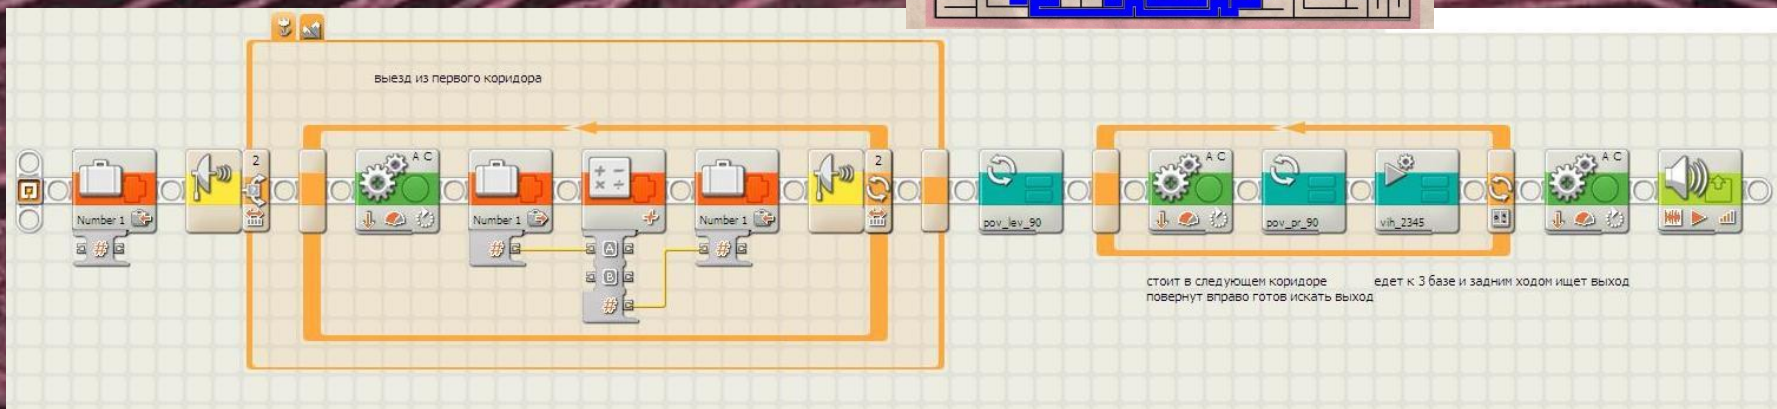 выезд из первого коридора
2
A C
2
A C
A C
Number 1
Number 1
Number 1
pov_lev_90
pov_pr_90
vih_2345
A
B
стоит в следующем коридоре
повернут вправо готов искать выход
едет к 3 базе и задним ходом ищет выход